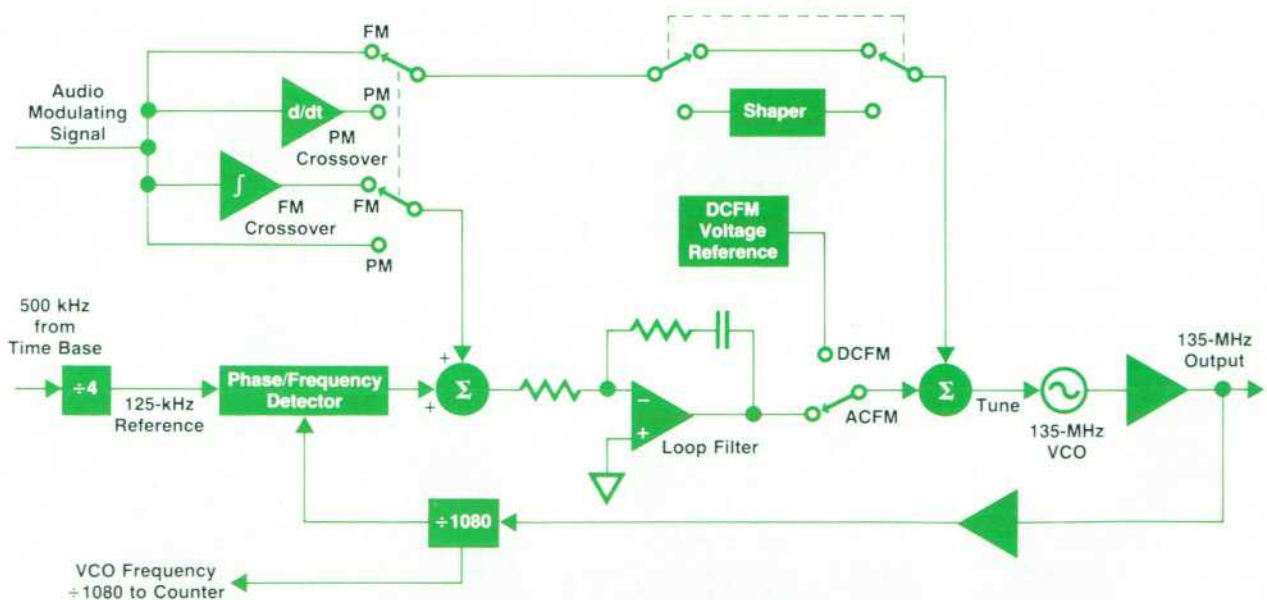 FM
Audio
Modulating
Signal
d/dt
PM
PM
Crossover
Shaper
∫
FM
FM
Crossover
PM
DCFM
Voltage
Reference
500 kHz
from
Time Base
÷4
125-kHz
Reference
Phase/Frequency
Detector
+
+
Σ
−
+
Loop Filter
DCFM
ACFM
Σ
Tune
135-MHz
VCO
135-MHz
Output
÷1080
VCO Frequency
÷1080 to Counter